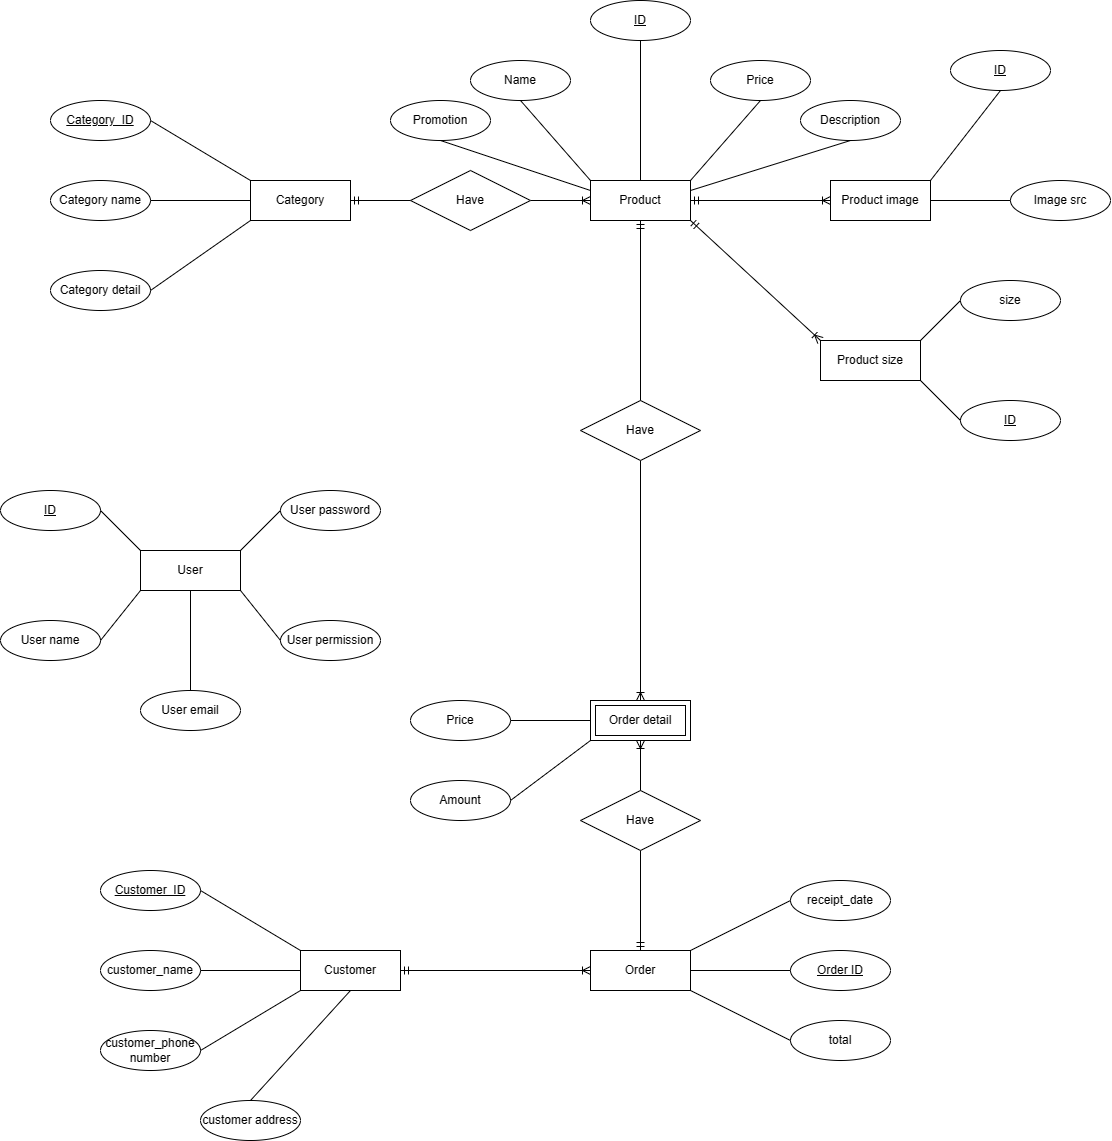 ID
Name
Price
ID
Promotion
Description
Category_ID
Category name
Category
Have
Product
Product image
Image src
Category detail
size
Product size
ID
Have
ID
User password
User
User name
User permission
User email
Price
Order detail
Amount
Have
Customer_ID
receipt_date
customer_name
Customer
Order
Order ID
customer_phone
number
total
customer address